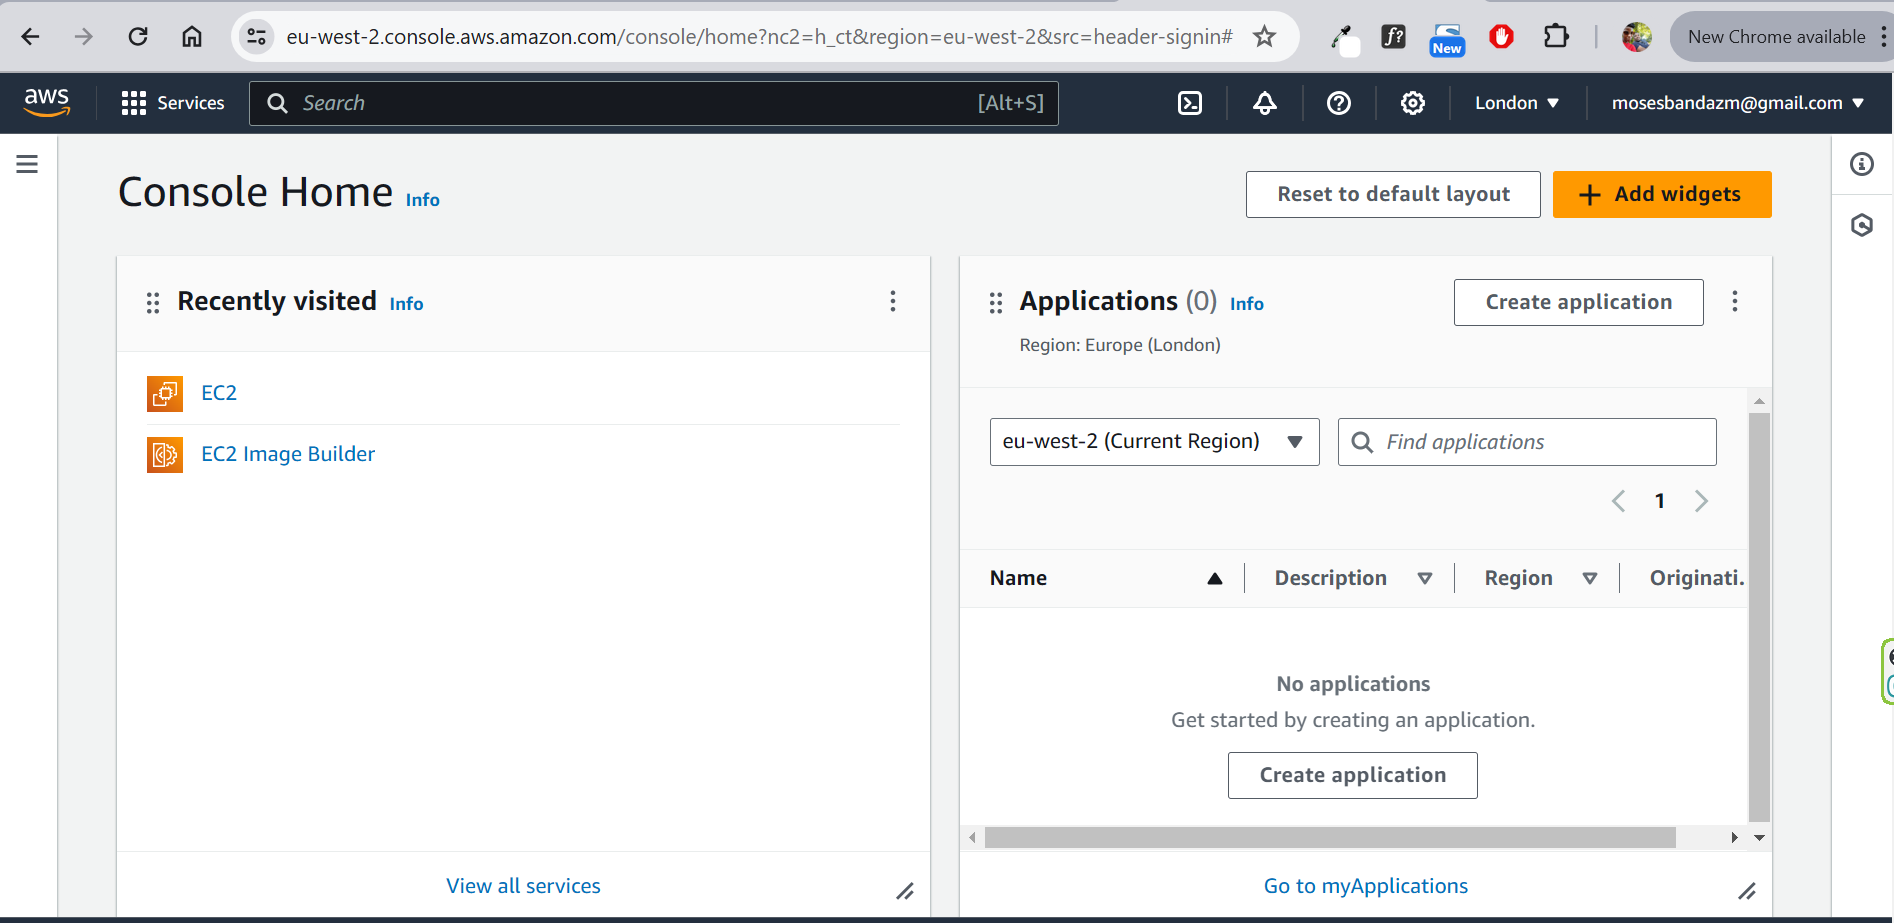 eu-west-2.console.aws.amazon.com/console/home?nc2=h_ct&region=eu-west-2&src=header-signin#
f?
New
New Chrome available
aws
Services
Search
[Alt+S]
London
mosesbandazm@gmail.com
Console Home Info
Reset to default layout
Add widgets
Recently visited Info
EC2
EC2 Image Builder
View all services
Applications (0) Info
Create application
Region: Europe (London)
eu-west-2 (Current Region)
Find applications
1
Name Description Region Originati.
No applications
Get started by creating an application.
Create application
Go to myApplications